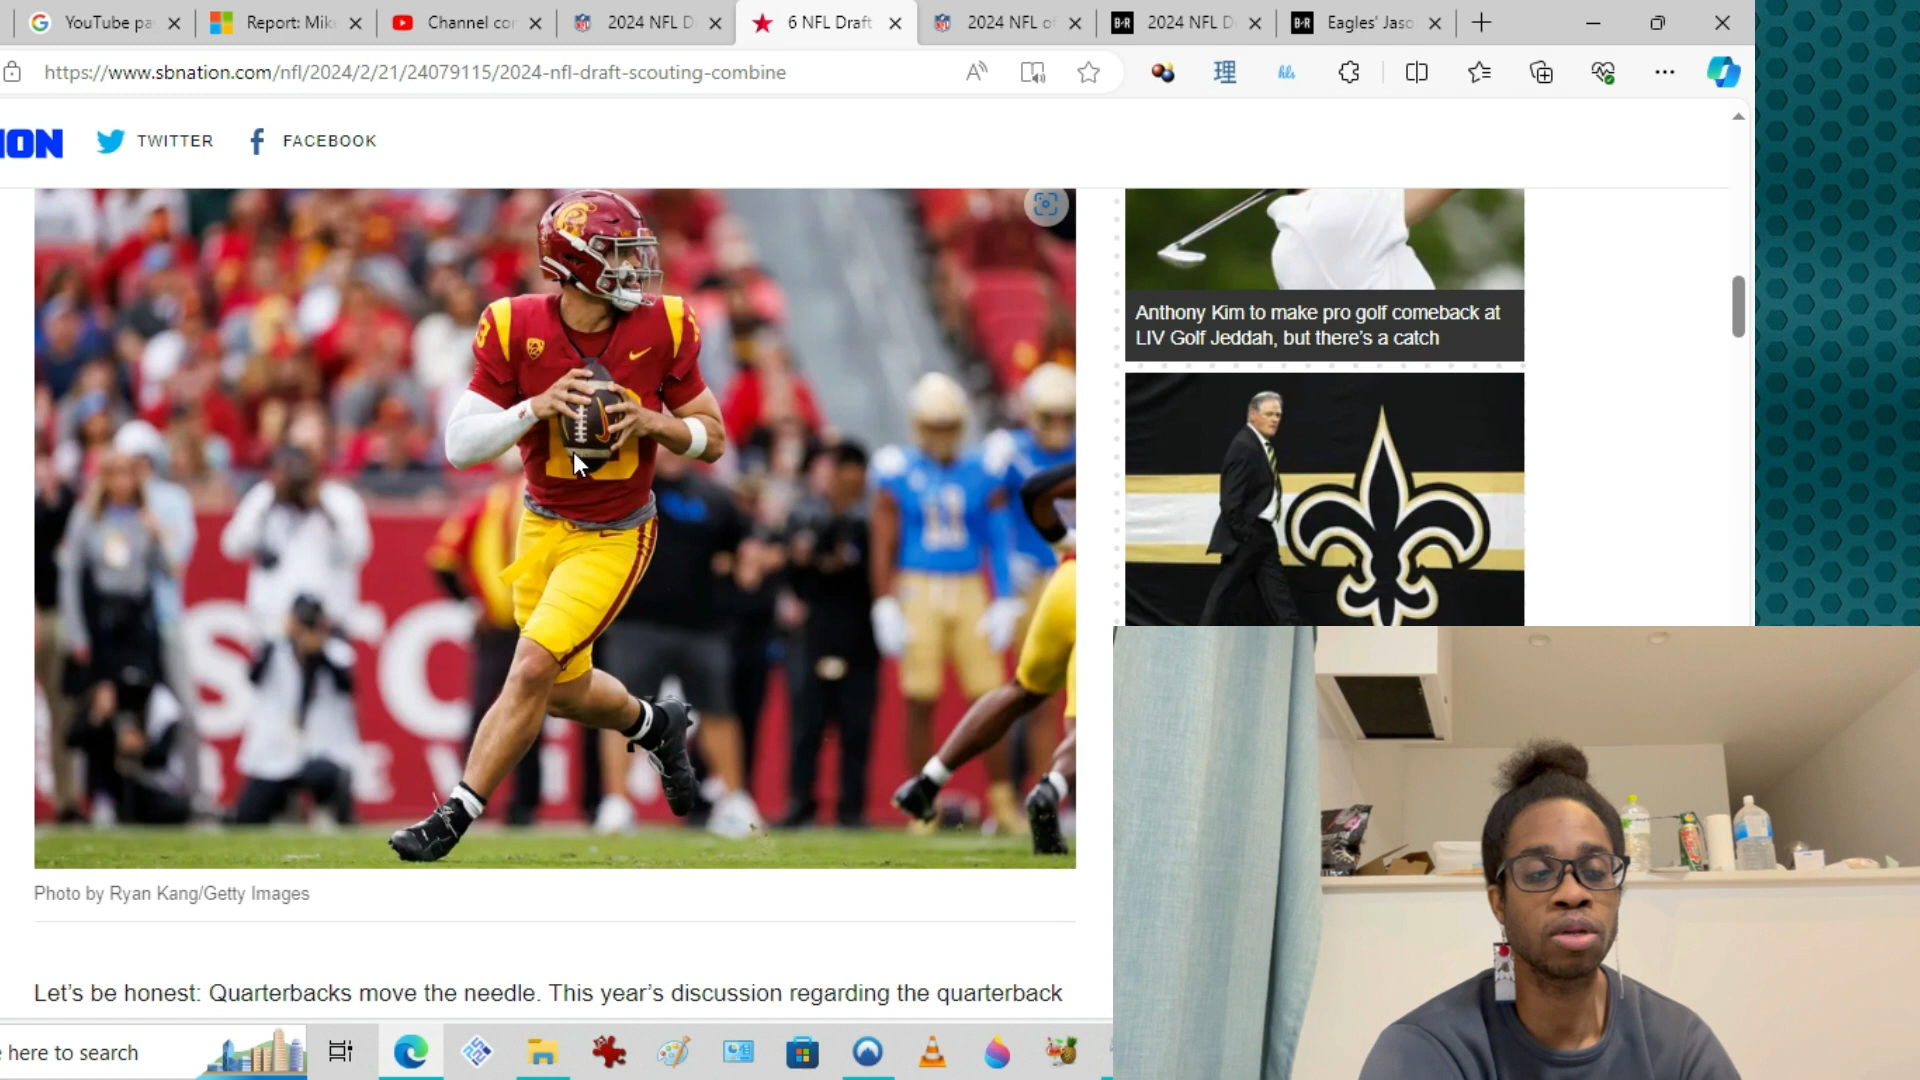 YouTube pa
Report: Mik
Channel co
2024 NFL D
6 NFL Draft
2024 NFL of
B/R
2024 NFL D
B/R
Eagles' Jaso
https://www.sbnation.com/nfl/2024/2/21/24079115/2024-nfl-draft-scouting-combine
理
hls
ION
TWITTER
FACEBOOK
Anthony Kim to make pro golf comeback at
LIV Golf Jeddah, but there's a catch
Photo by Ryan Kang/Getty Images
Let's be honest: Quarterbacks move the needle. This year's discussion regarding the quarterback
here to search